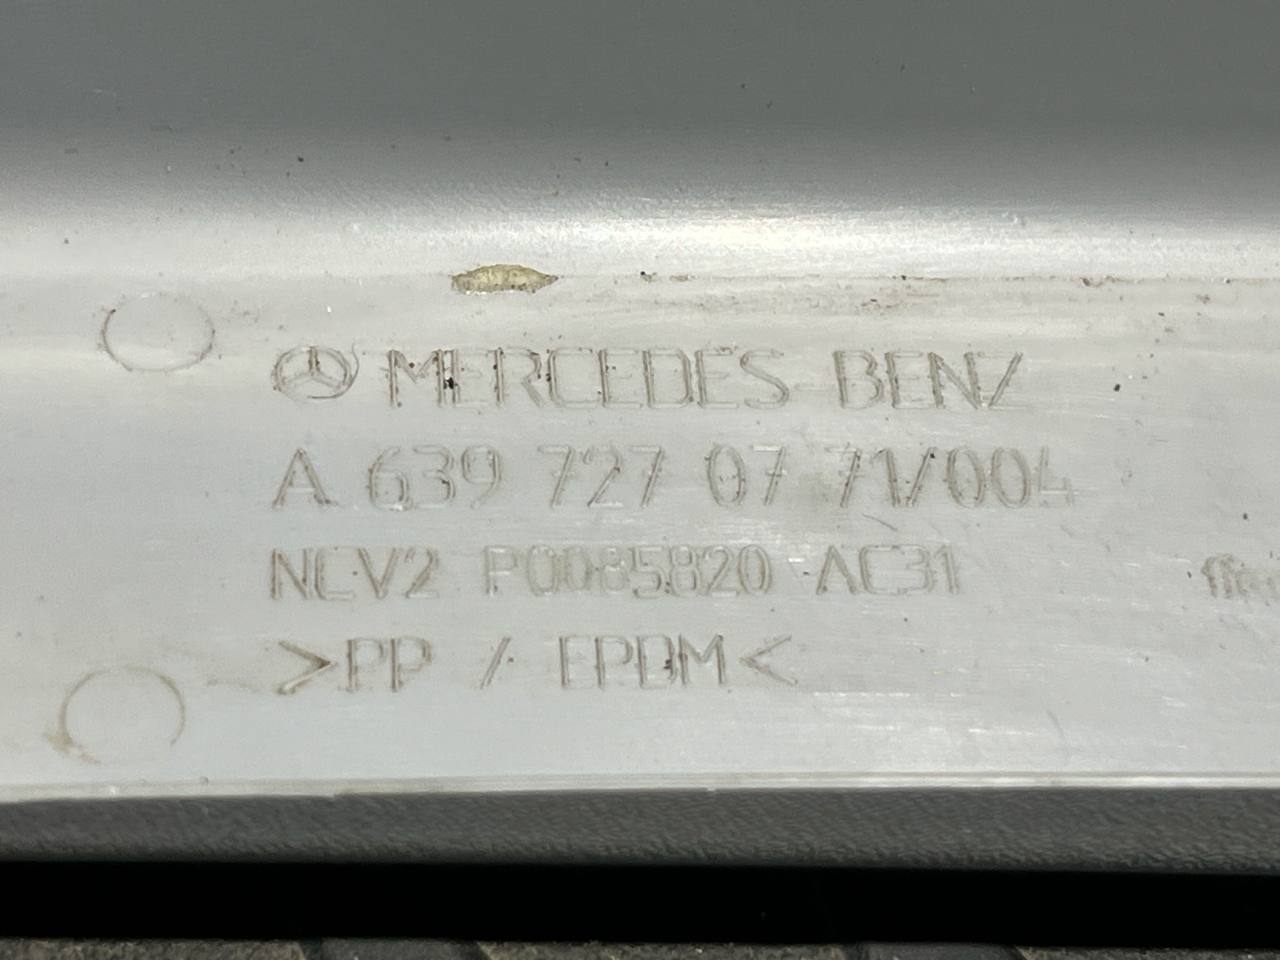 MERCEDES-BENZ
A 639 727 07 71/004
NCV2 P0085820 AC31
>PP / EPDM<